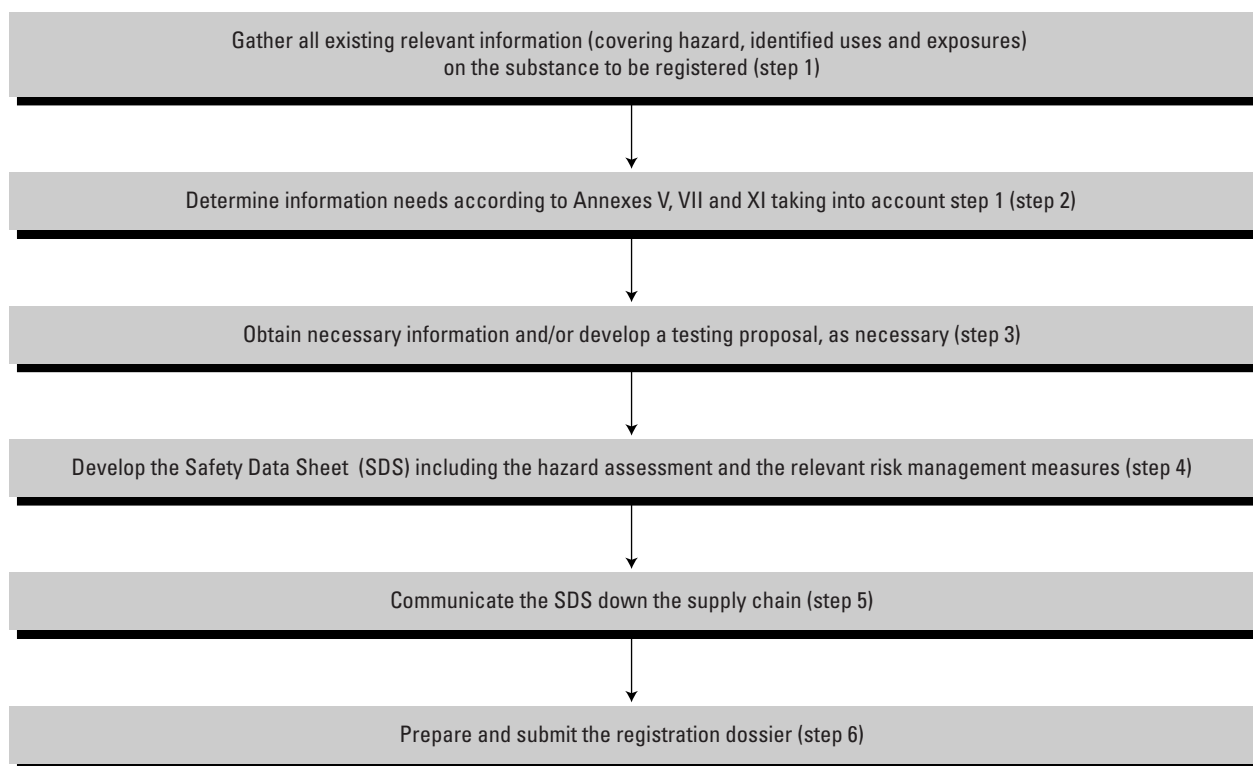 Gather all existing relevant information (covering hazard, identified uses and exposures)
on the substance to be registered (step 1)
Determine information needs according to Annexes V, VII and XI taking into account step 1 (step 2)
Obtain necessary information and/or develop a testing proposal, as necessary (step 3)
Develop the Safety Data Sheet (SDS) including the hazard assessment and the relevant risk management measures (step 4)
Communicate the SDS down the supply chain (step 5)
Prepare and submit the registration dossier (step 6)